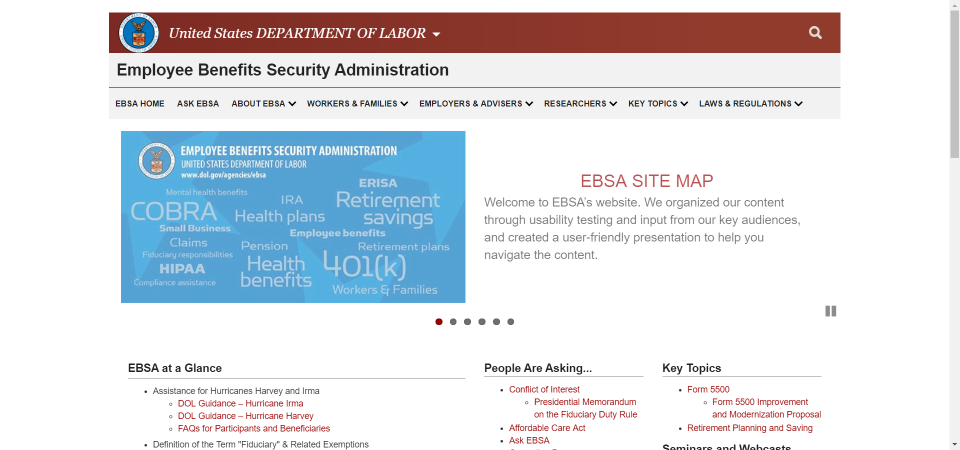 United States DEPARTMENT OF LABOR
Employee Benefits Security Administration
EBSA HOME ASK EBSA ABOUT EBSA WORKERS & FAMILIES EMPLOYERS & ADVISERS RESEARCHERS KEY TOPICS LAWS & REGULATIONS
EMPLOYEE BENEFITS SECURITY ADMINISTRATION
UNITED STATES DEPARTMENT OF LABOR
www.dol.gov/agencies/ebsa
ERISA
Mental health benefits
IRA
Retirement savings
COBRA
Health plans
Small Business
Employee benefits
Claims
Pension
Retirement plans
Fiduciary responsibilities
401(k)
HIPAA
Health benefits
Compliance assistance
Workers & Families
EBSA SITE MAP
Welcome to EBSA's website. We organized our content
through usability testing and input from our key audiences,
and created a user-friendly presentation to help you
navigate the content.
EBSA at a Glance
Assistance for Hurricanes Harvey and Irma
DOL Guidance – Hurricane Irma
DOL Guidance – Hurricane Harvey
FAQs for Participants and Beneficiaries
Definition of the Term "Fiduciary" & Related Exemptions
People Are Asking...
Conflict of Interest
Presidential Memorandum
on the Fiduciary Duty Rule
Affordable Care Act
Ask EBSA
Key Topics
Form 5500
Form 5500 Improvement
and Modernization Proposal
Retirement Planning and Saving
Seminars and Webcasts